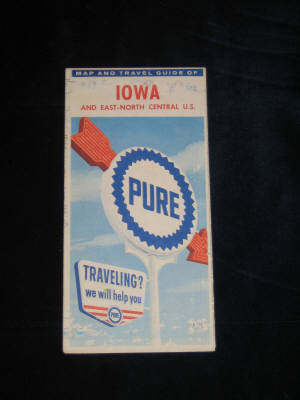 MAP AND TRAVEL GUIDE OF
IOWA
AND EAST-NORTH CENTRAL U.S.
PURE
TRAVELING?
we will help you
PURE